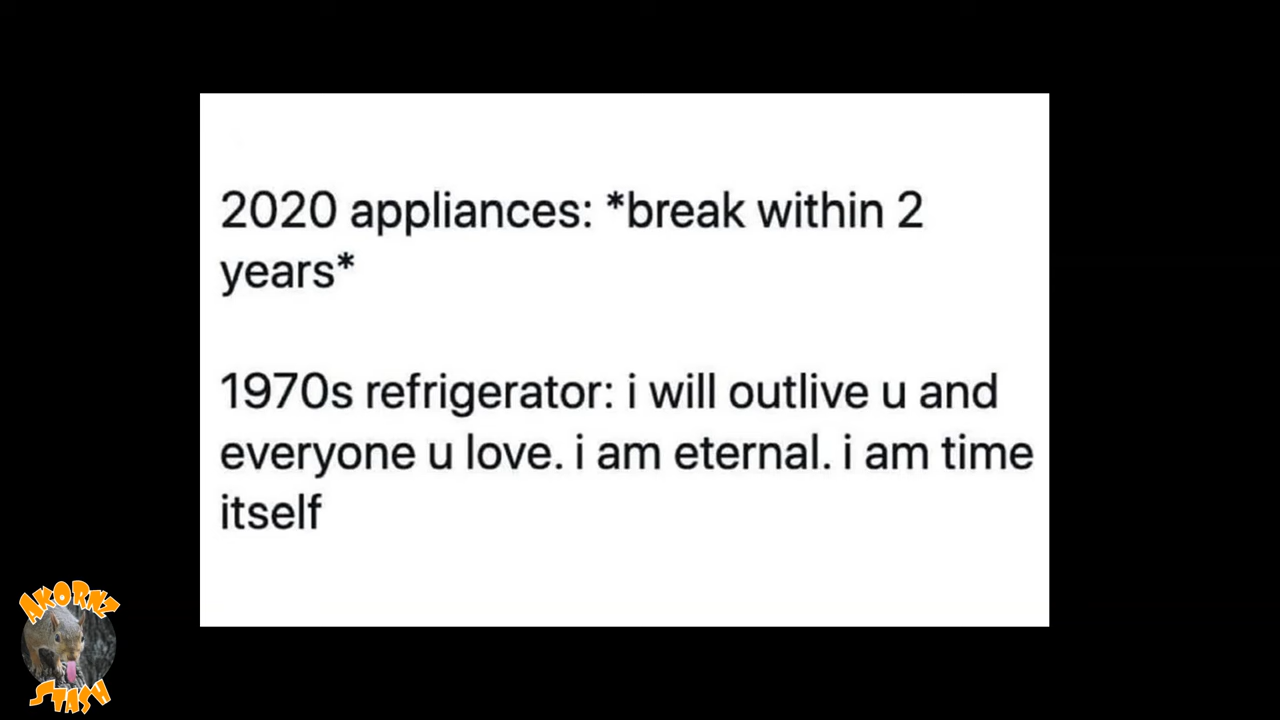 2020 appliances: *break within 2
years*
1970s refrigerator: i will outlive u and
everyone u love. i am eternal. i am time
itself
AKORNZ
STASH